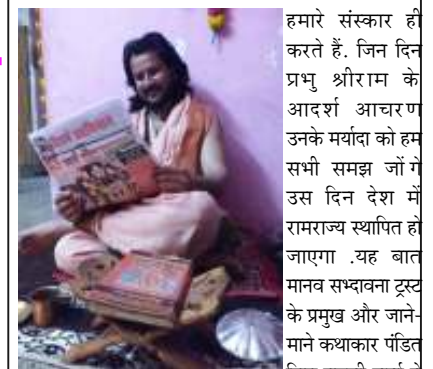 हमारे संस्कार ही
करते हैं. जिन दिन
प्रभु श्रीराम के
आदर्श आचरण
उनके मर्यादा को हम
सभी समझ जों गे
उस दिन देश में
रामराज्य स्थापित हो
जाएगा .यह बात
मानव सभ्दावना ट्रस्ट
के प्रमुख और जाने-
माने कथाकार पंडित